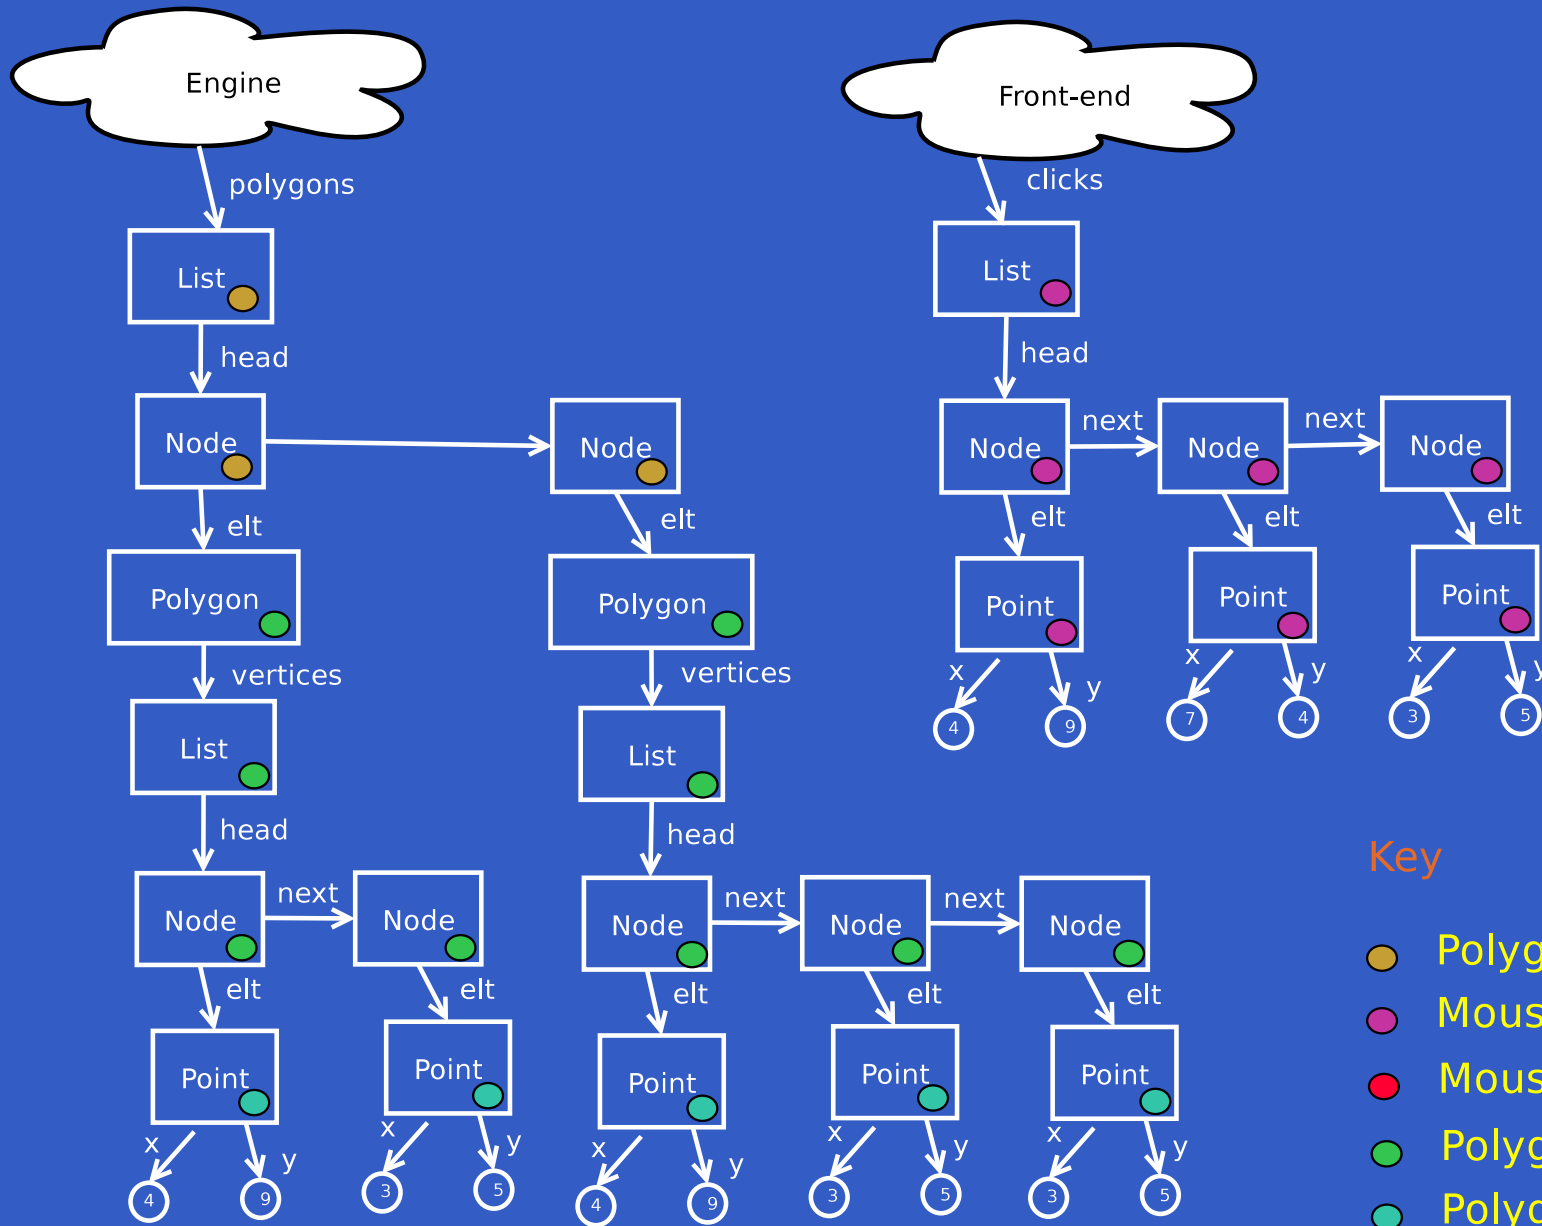 Engine
Front-end
polygons
clicks
List
List
head
head
Node
Node
Node
next
Node
next
Node
elt
elt
elt
elt
elt
Polygon
Polygon
Point
Point
Point
vertices
vertices
x
y
x
y
x
y
4
9
7
4
3
5
List
List
head
head
Key
Node
next
Node
Node
next
Node
next
Node
elt
elt
elt
elt
elt
Point
Point
Point
Point
Point
x
y
x
y
x
y
x
y
x
y
4
9
3
5
4
9
3
5
3
5